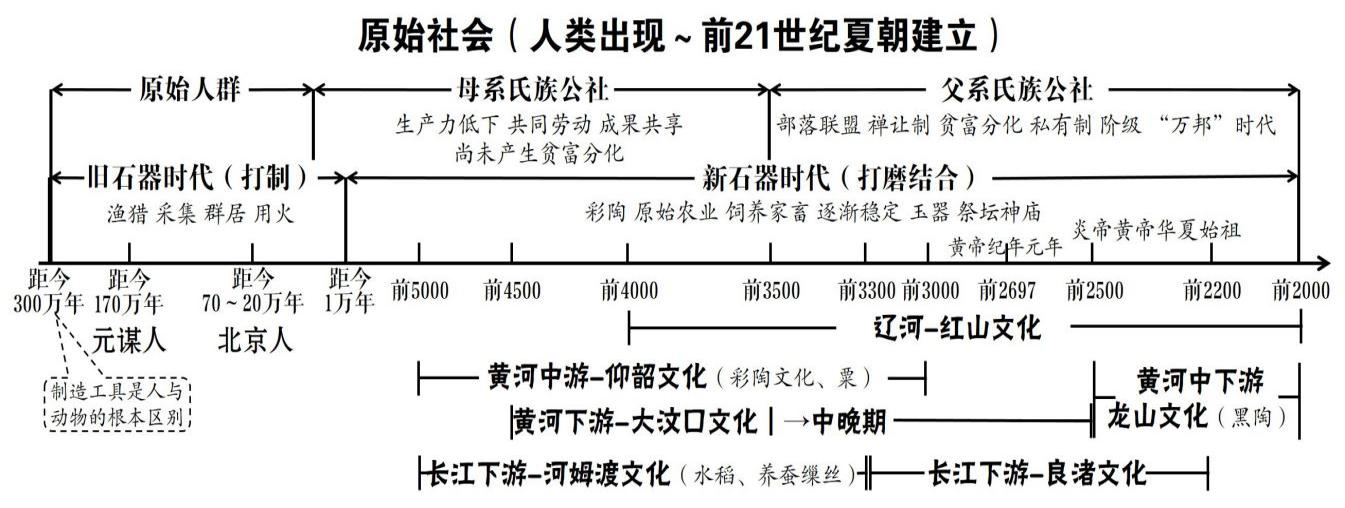 原始社会（人类出现~前21世纪夏朝建立）
原始人群 母系氏族公社 父系氏族公社
生产力低下 共同劳动 成果共享
尚未产生贫富分化
部落联盟 禅让制 贫富分化 私有制 阶级 “万邦”时代
旧石器时代（打制） 新石器时代（打磨结合）
渔猎 采集 群居 用火
彩陶 原始农业 饲养家畜 逐渐稳定 玉器 祭坛神庙
黄帝纪年元年
炎帝黄帝华夏始祖
距今
300万年
距今
170万年
距今
70~20万年
距今
1万年
前5000 前4500 前4000 前3500 前3300 前3000 前2697 前2500 前2200 前2000
元谋人 北京人
制造工具是人与
动物的根本区别
辽河-红山文化
黄河中游-仰韶文化（彩陶文化、粟）
黄河下游-大汶口文化 →中晚期
黄河中下游
龙山文化（黑陶）
长江下游-河姆渡文化（水稻、养蚕缫丝）
长江下游-良渚文化